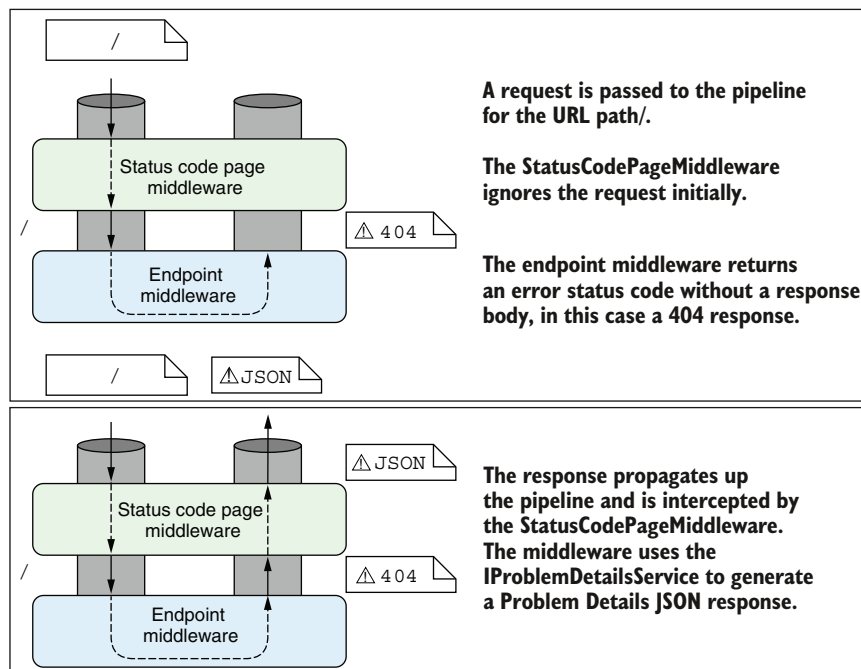 /
Status code page
middleware
/
⚠ 404
Endpoint
middleware
A request is passed to the pipeline
for the URL path/.
The StatusCodePageMiddleware
ignores the request initially.
The endpoint middleware returns
an error status code without a response
body, in this case a 404 response.
/
⚠JSON
⚠JSON
Status code page
middleware
/
⚠ 404
Endpoint
middleware
The response propagates up
the pipeline and is intercepted by
the StatusCodePageMiddleware.
The middleware uses the
IProblemDetailsService to generate
a Problem Details JSON response.